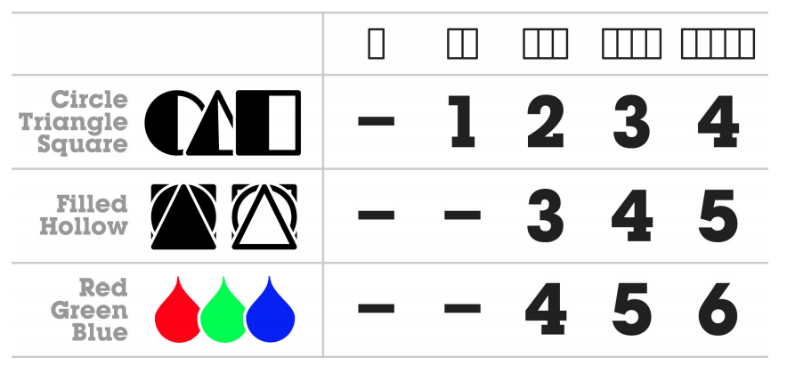 Circle
Triangle
Square
– 1 2 3 4
Filled
Hollow
– – 3 4 5
Red
Green
Blue
– – 4 5 6